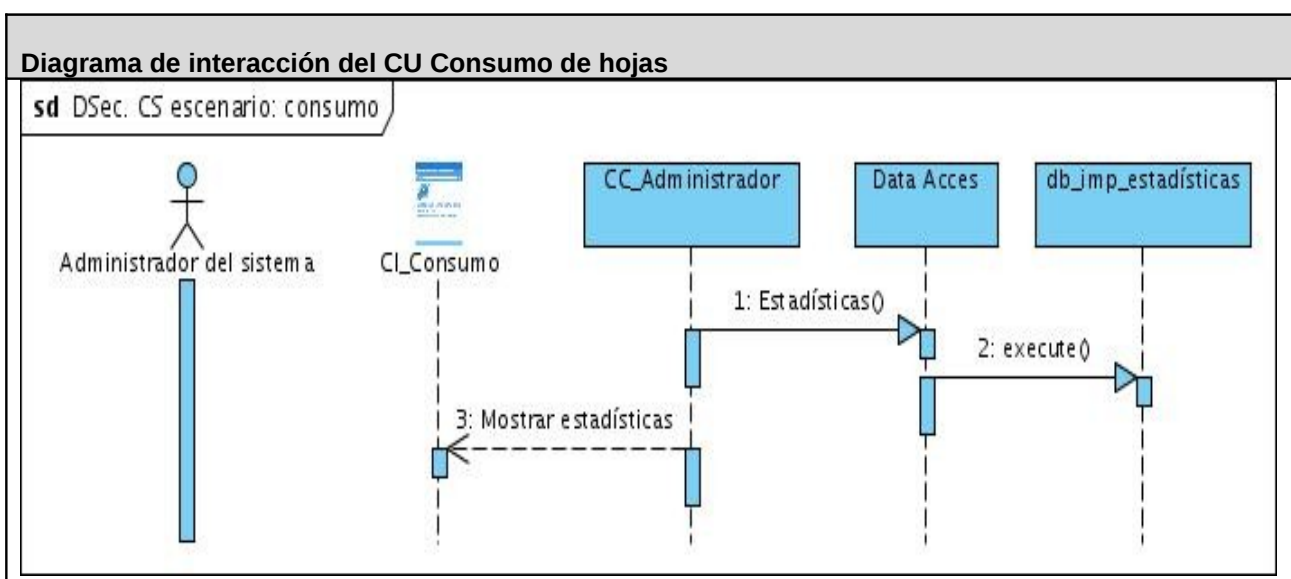 Diagrama de interacción del CU Consumo de hojas
sd DSec. CS escenario: consumo
CC_Administrador
Data Acces
db_imp_estadísticas
Administrador del sistema
CI_Consumo
1: Estadísticas()
2: execute()
3: Mostrar estadísticas